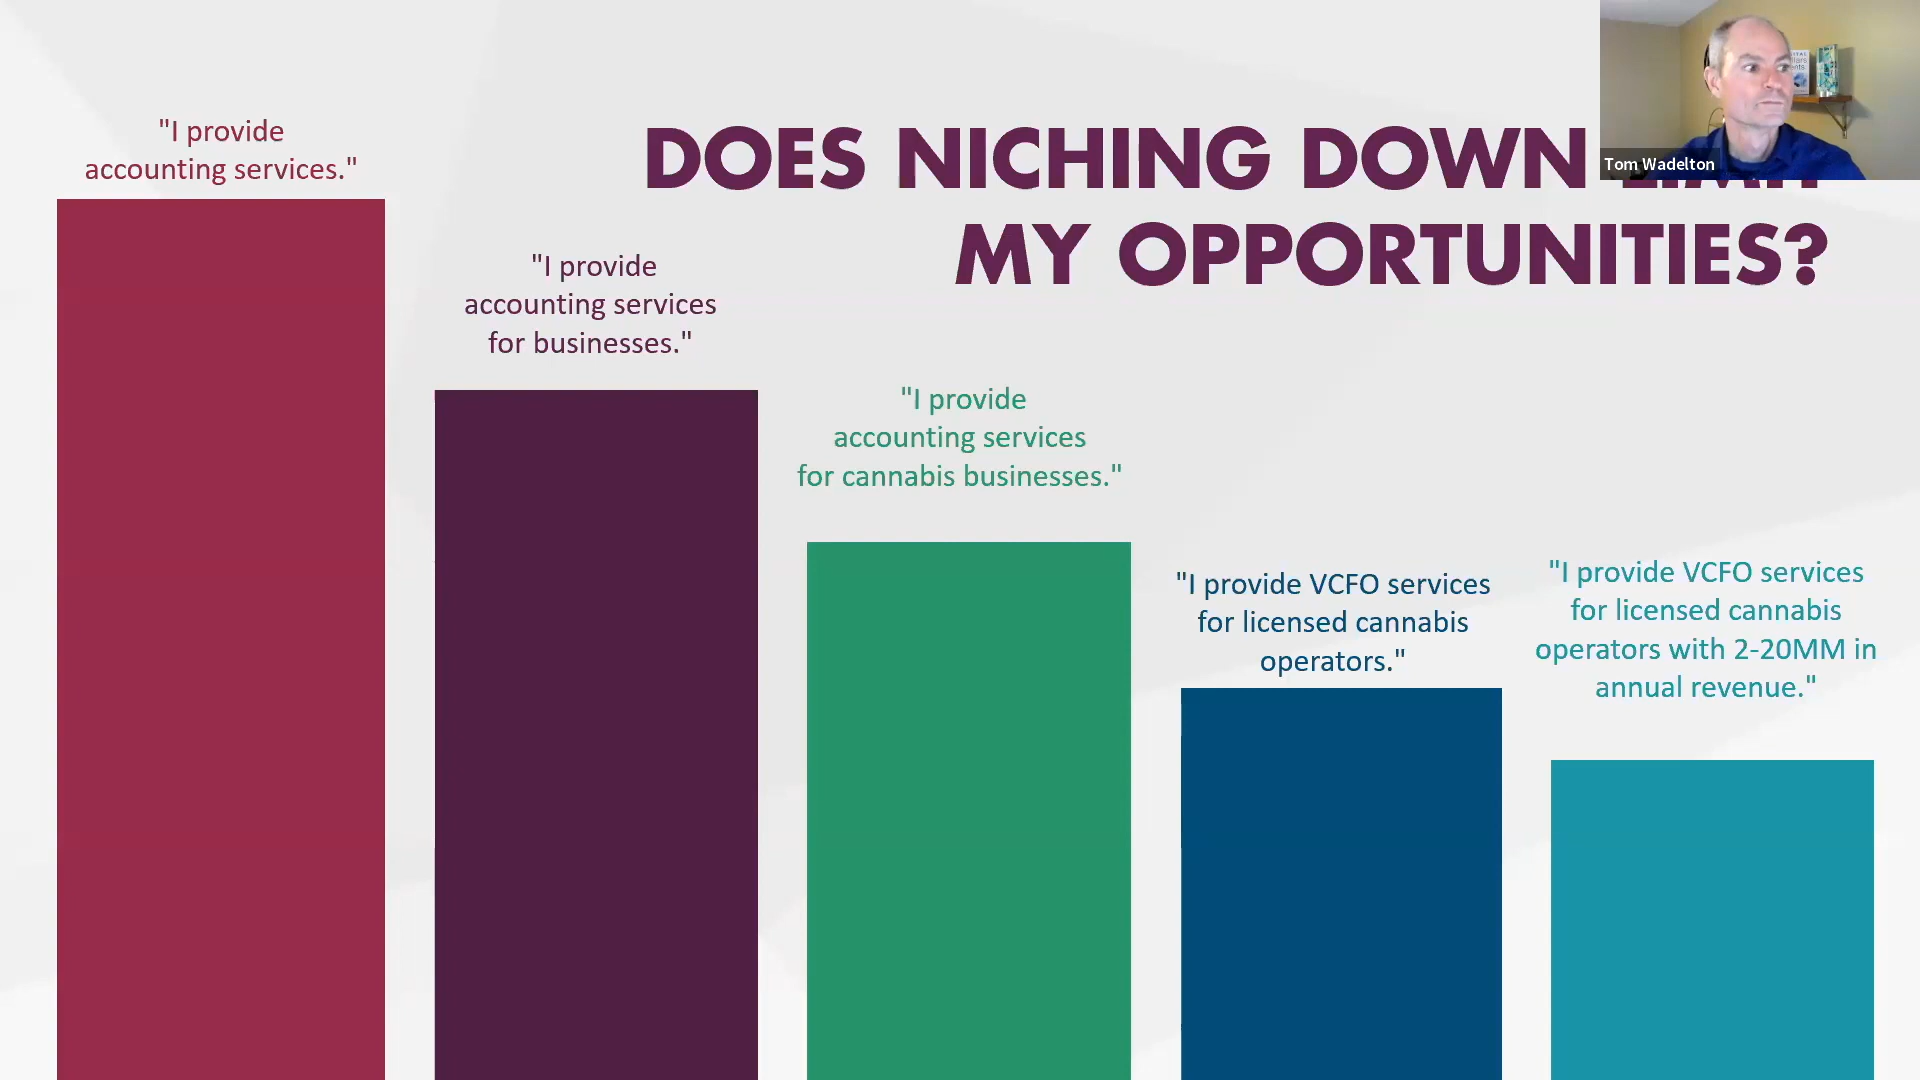 DOES NICHING DOWN
MY OPPORTUNITIES?
"I provide
accounting services."
"I provide
accounting services
for businesses."
"I provide
accounting services
for cannabis businesses."
"I provide VCFO services
for licensed cannabis
operators."
"I provide VCFO services
for licensed cannabis
operators with 2-20MM in
annual revenue."
Tom Wadelton